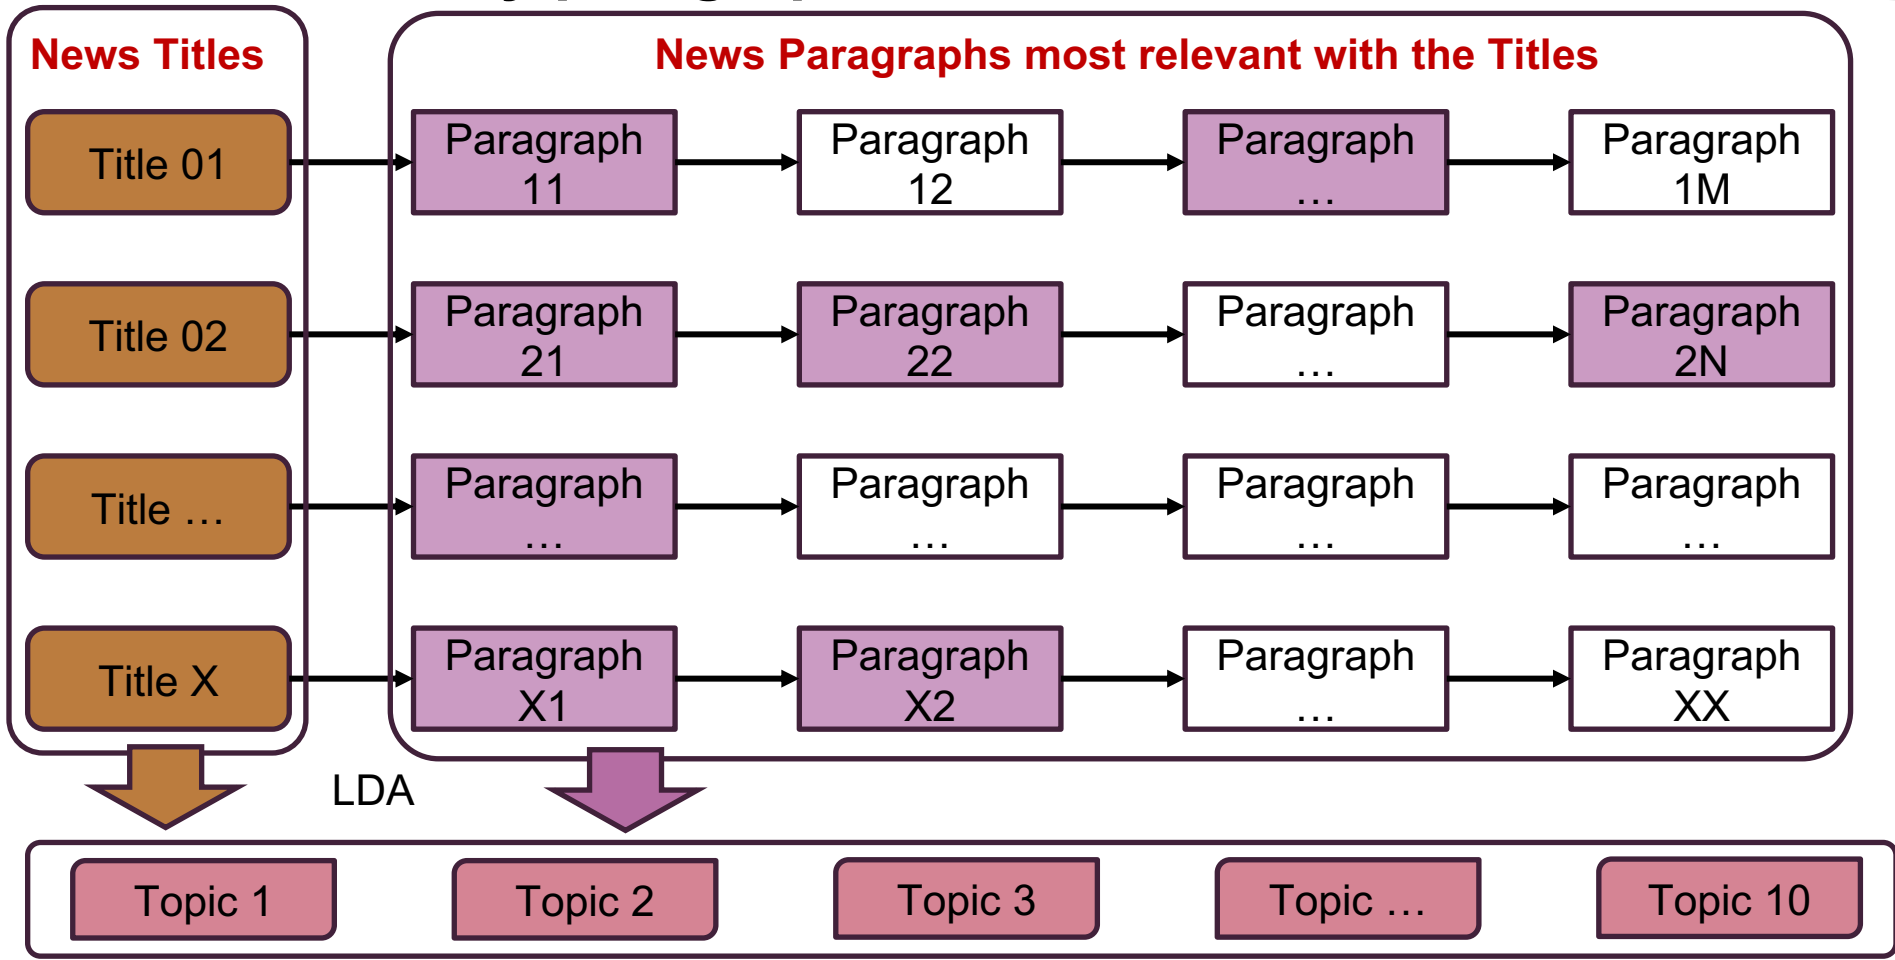 News Titles
News Paragraphs most relevant with the Titles
Title 01
Paragraph
11
Paragraph
12
Paragraph
…
Paragraph
1M
Title 02
Paragraph
21
Paragraph
22
Paragraph
…
Paragraph
2N
Title …
Paragraph
…
Paragraph
…
Paragraph
…
Paragraph
…
Title X
Paragraph
X1
Paragraph
X2
Paragraph
…
Paragraph
XX
LDA
Topic 1
Topic 2
Topic 3
Topic …
Topic 10